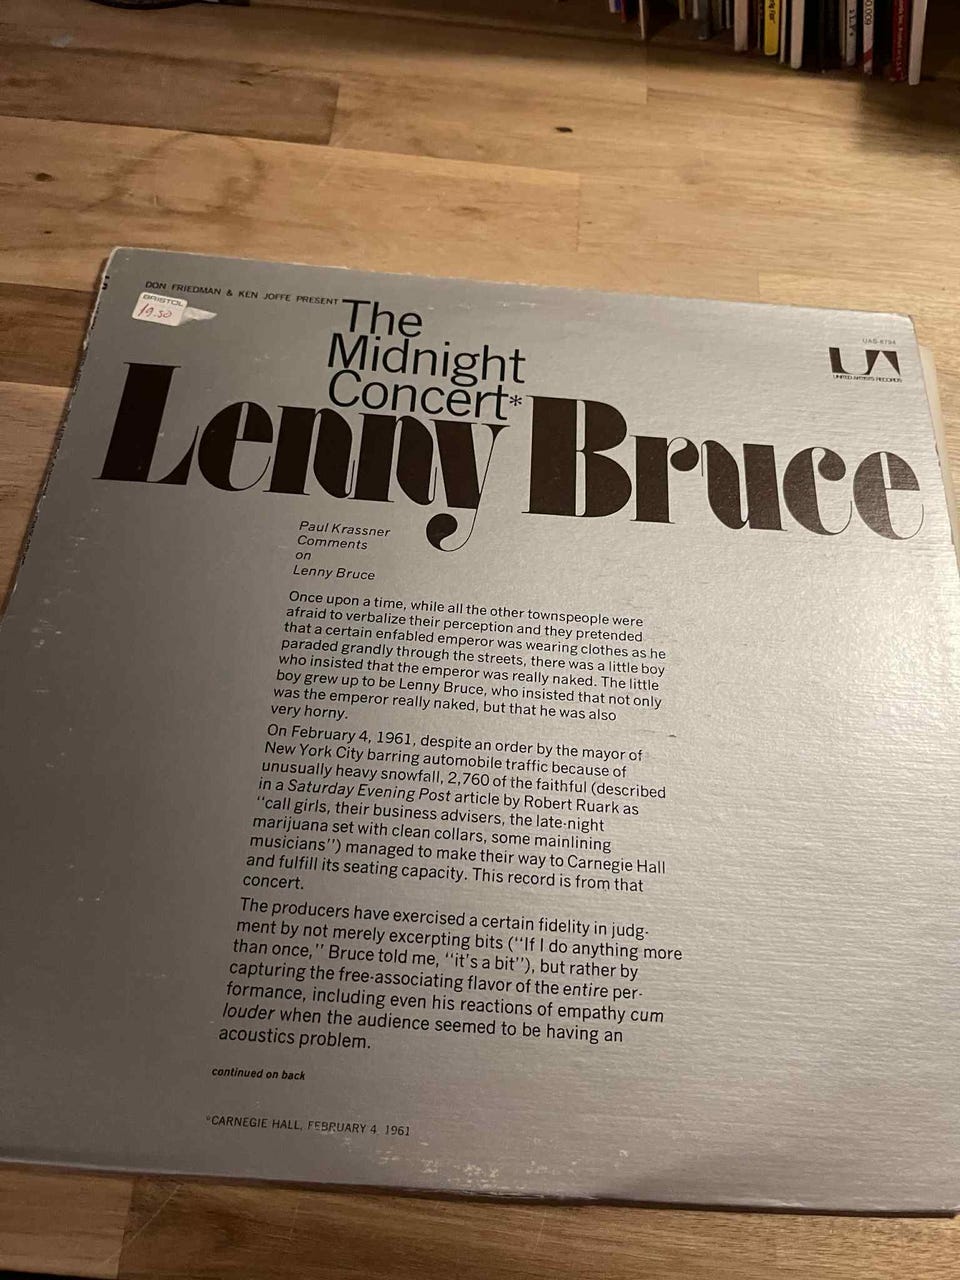 DON FRIEDMAN & KEN JOFFE PRESENT
BRISTOL
19.50
UAS-6794
UA
UNITED ARTISTS RECORDS
The
Midnight
Concert*
Lenny Bruce
Paul Krassner
Comments
on
Lenny Bruce
Once upon a time, while all the other townspeople were
afraid to verbalize their perception and they pretended
that a certain enfabled emperor was wearing clothes as he
paraded grandly through the streets, there was a little boy
who insisted that the emperor was really naked. The little
boy grew up to be Lenny Bruce, who insisted that not only
was the emperor really naked, but that he was also
very horny.
On February 4, 1961, despite an order by the mayor of
New York City barring automobile traffic because of
unusually heavy snowfall, 2,760 of the faithful (described
in a Saturday Evening Post article by Robert Ruark as
"call girls, their business advisers, the late-night
marijuana set with clean collars, some mainlining
musicians") managed to make their way to Carnegie Hall
and fulfill its seating capacity. This record is from that
concert.
The producers have exercised a certain fidelity in judg-
ment by not merely excerpting bits ("If I do anything more
than once," Bruce told me, "it's a bit"), but rather by
capturing the free-associating flavor of the entire per-
formance, including even his reactions of empathy cum
louder when the audience seemed to be having an
acoustics problem.
continued on back
*CARNEGIE HALL, FEBRUARY 4, 1961